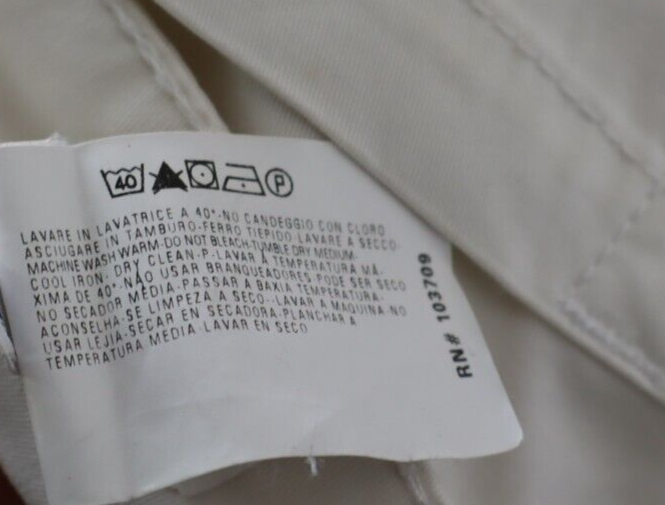 40 P
LAVARE IN LAVATRICE A 40°-NO CANDEGGIO CON CLORO
ASCIUGARE IN TAMBURO-FERRO TIEPIDO LAVARE A SECCO-
MACHINE WASH WARM-DO NOT BLEACH-TUMBLE DRY MEDIUM-
COOL IRON- DRY CLEAN-P-LAVAR À TEMPERATURA MÁ-
XIMA DE 40°-NÃO USAR BRANQUEADORES PODE SER SECO
NO SECADOR MÉDIA-PASSAR A BAXIA TEMPERATURA-
ACONSELHA-SE LIMPEZA A SECO--LAVAR A MAQUINA-NO
USAR LEJIA-SECAR EN SECADORA-PLANCHAR A
TEMPERATURA MEDIA-LAVAR EN SECO
RN# 103709